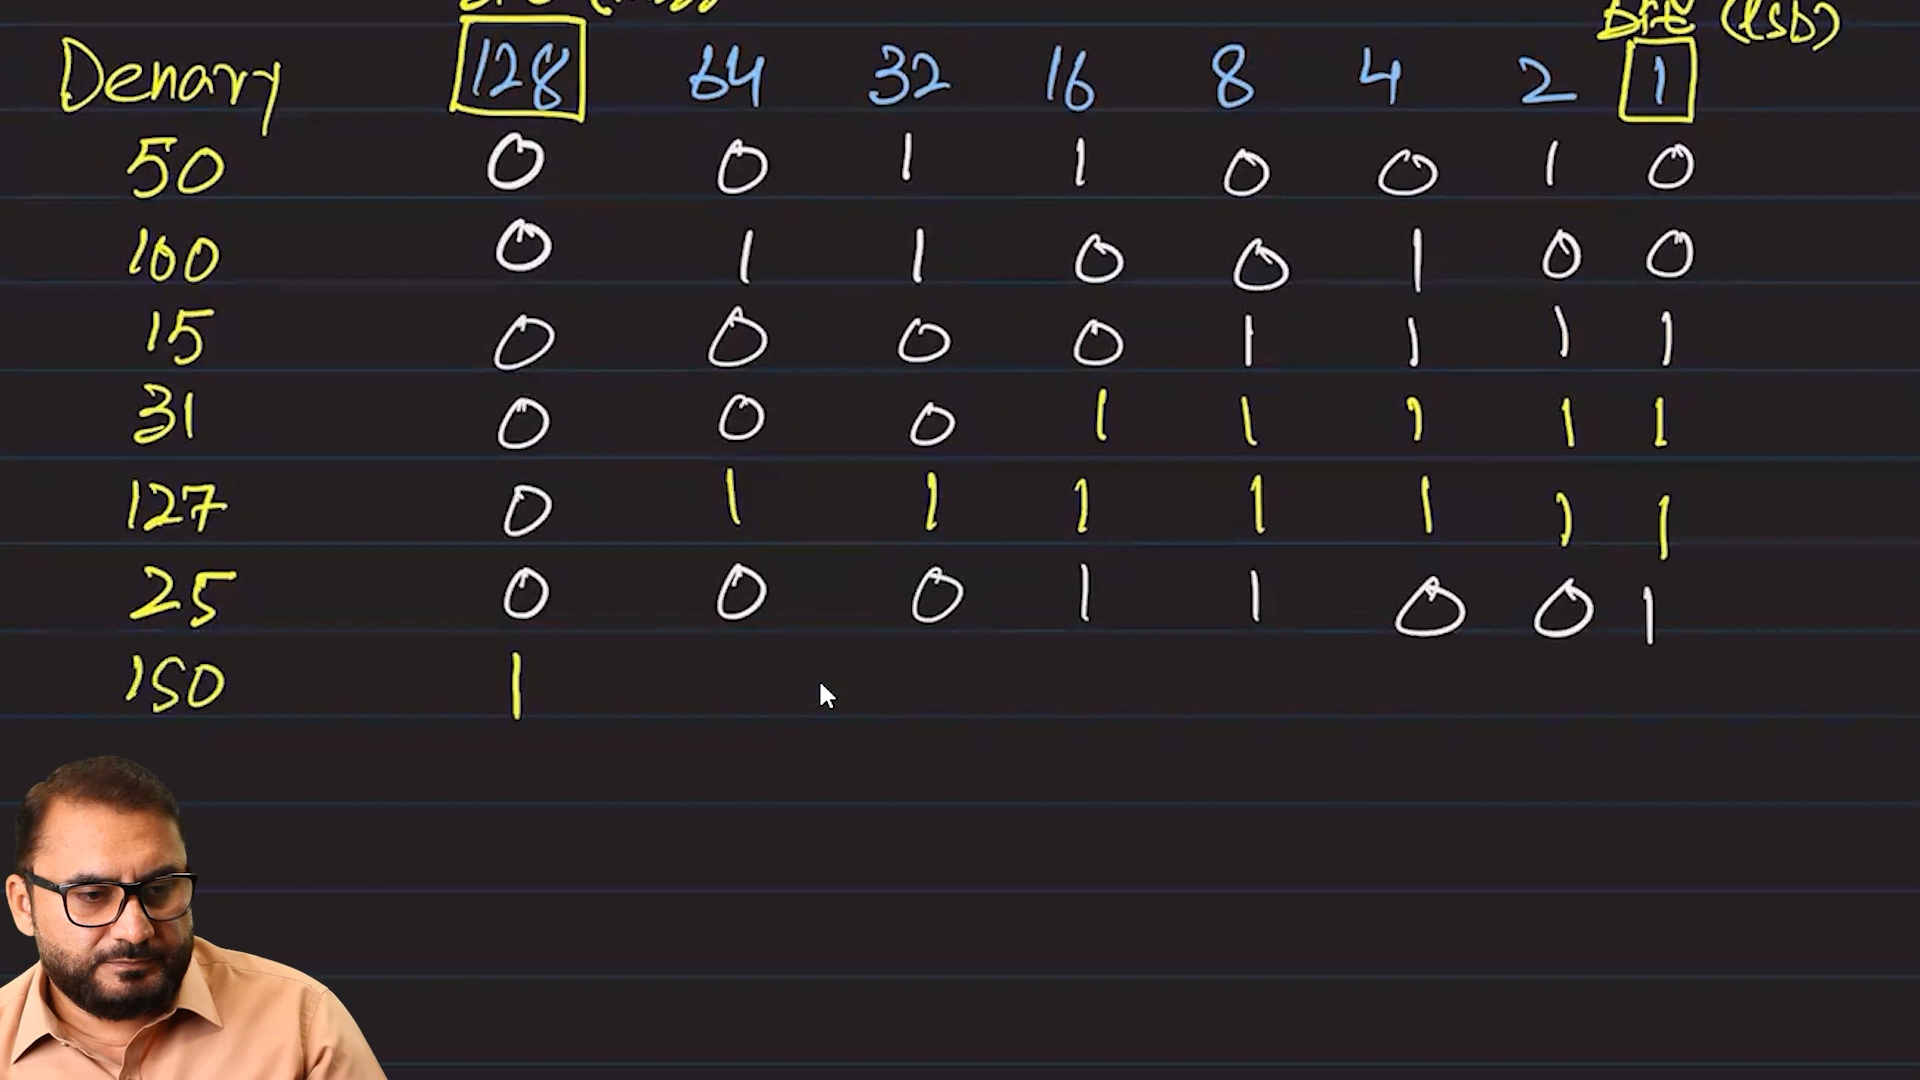 (lsb)
Denary 128 64 32 16 8 4 2 1
50 0 0 1 1 0 0 1 0
100 0 1 1 0 0 1 0 0
15 0 0 0 0 1 1 1 1
31 0 0 0 1 1 1 1 1
127 0 1 1 1 1 1 1 1
25 0 0 0 1 1 0 0 1
150 1